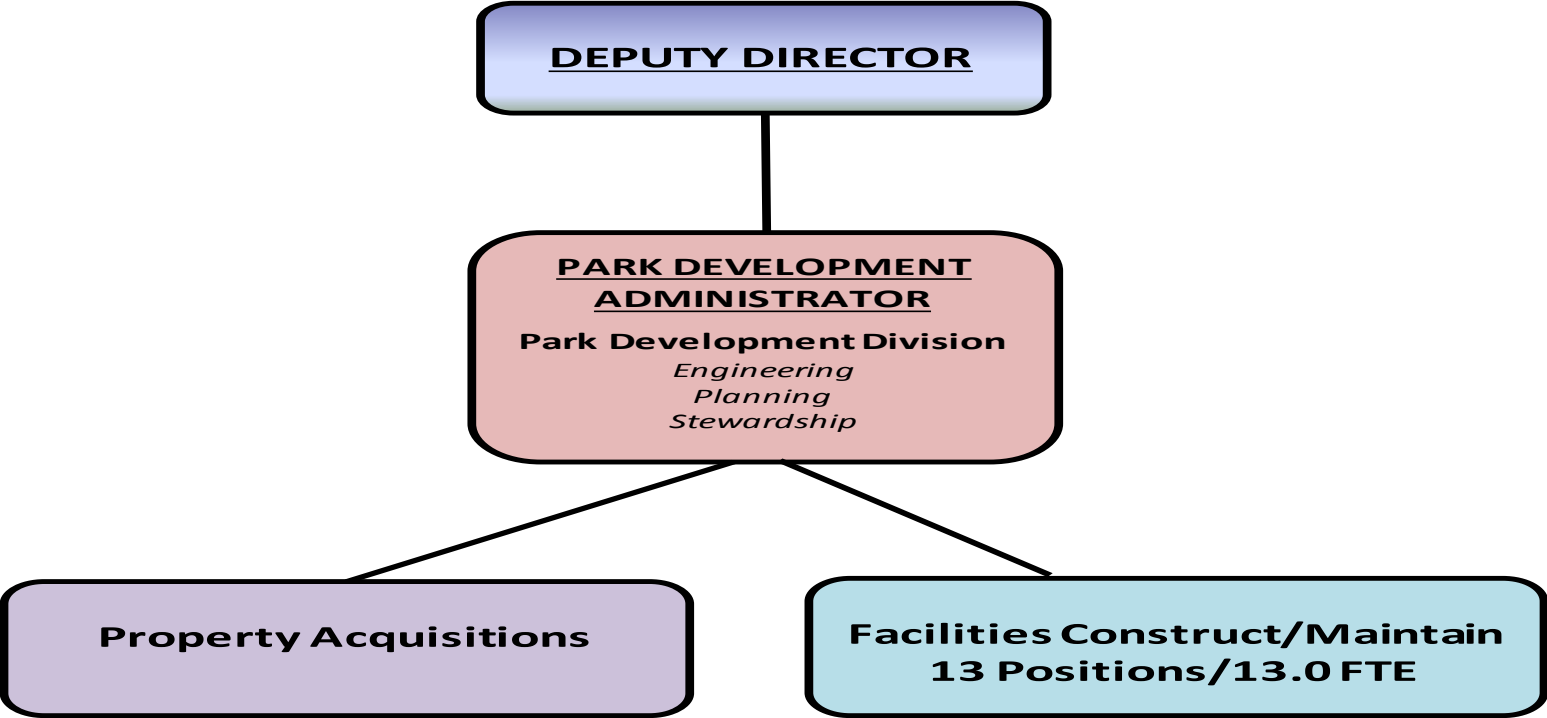 DEPUTY DIRECTOR
PARK DEVELOPMENT
ADMINISTRATOR
Park Development Division
Engineering
Planning
Stewardship
Property Acquisitions
Facilities Construct/Maintain
13 Positions/13.0 FTE